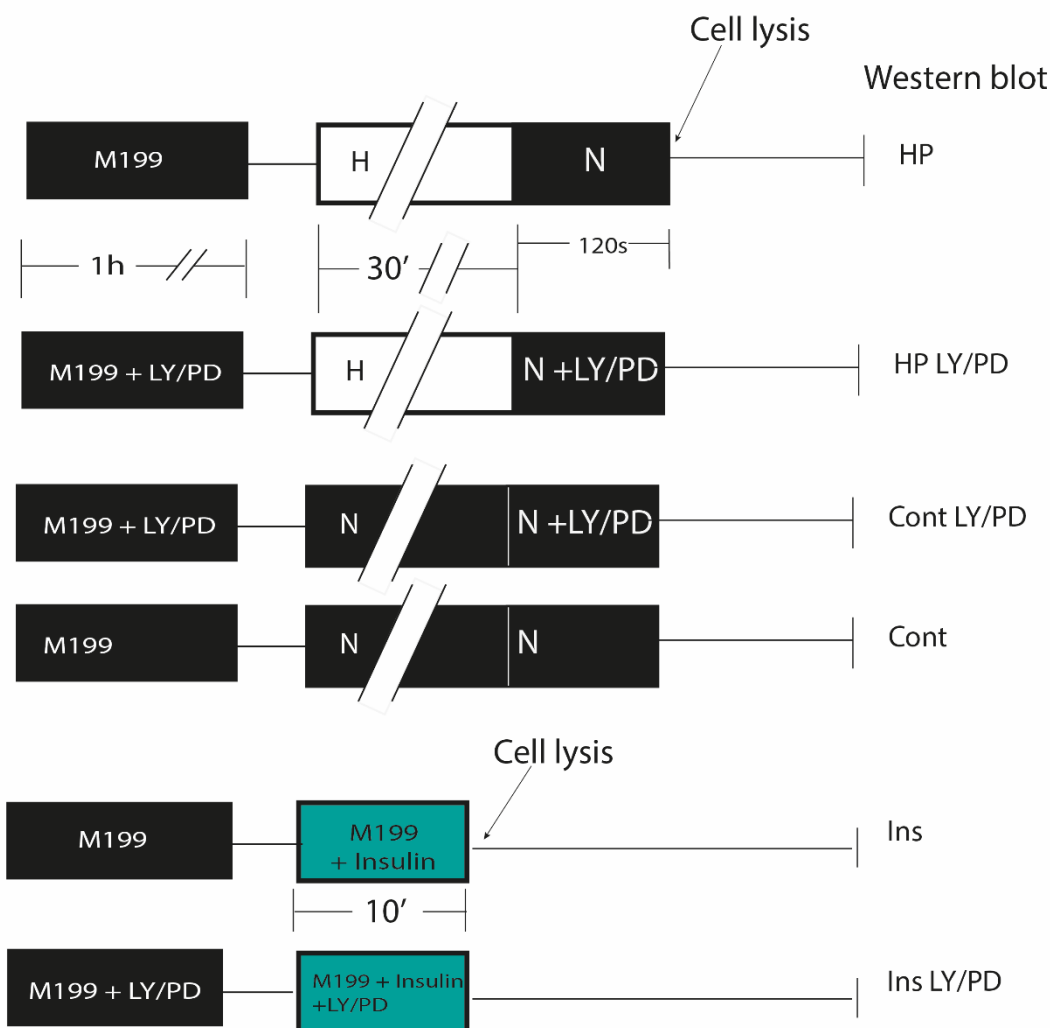 Cell lysis
Western blot
M199
H
N
HP
1h
30’
120s
M199 + LY/PD
H
N +LY/PD
HP LY/PD
M199 + LY/PD
N
N +LY/PD
Cont LY/PD
M199
N
N
Cont
Cell lysis
M199
M199
+ Insulin
Ins
10’
M199 + LY/PD
M199 + Insulin
+LY/PD
Ins LY/PD